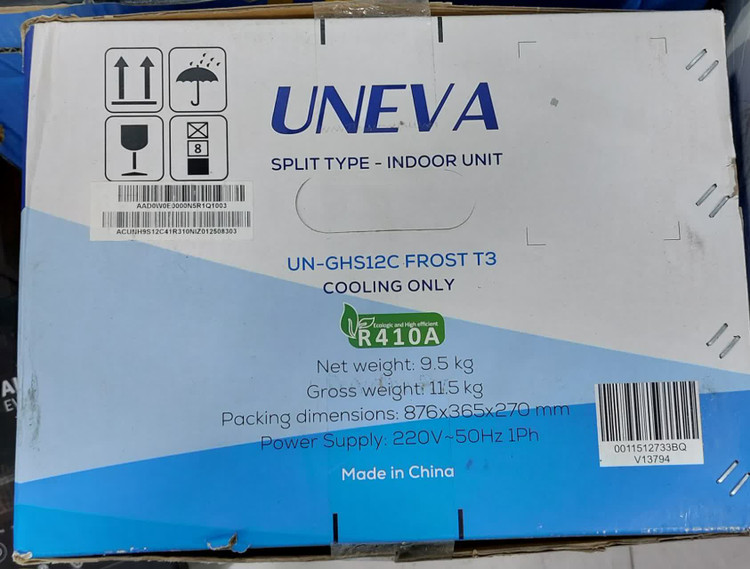 UNEVA
SPLIT TYPE - INDOOR UNIT
8
AAD0W0E0000N5R1Q1003
ACUNH9S12C41R310NIZ012508303
UN-GHS12C FROST T3
COOLING ONLY
Ecologic and High efficient
R410A
Net weight: 9.5 kg
Gross weight: 11.5 kg
Packing dimensions: 876x365x270 mm
Power Supply: 220V~50Hz 1Ph
Made in China
0011512733BQ
V13794